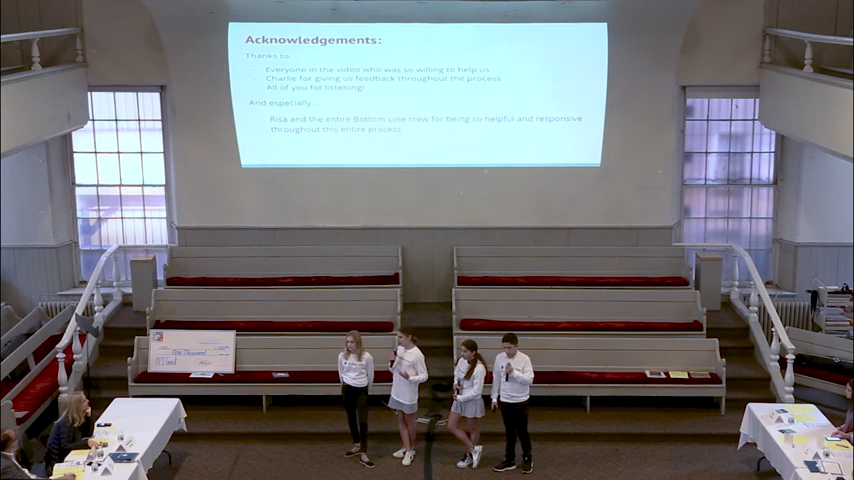 Acknowledgements:
Thanks to:
- Everyone in the video who was so willing to help us
- Charlie for giving us feedback throughout the process
- All of you for listening!
And especially...
- Risa and the entire Bottom Line crew for being so helpful and responsive
throughout this entire process
One Thousand